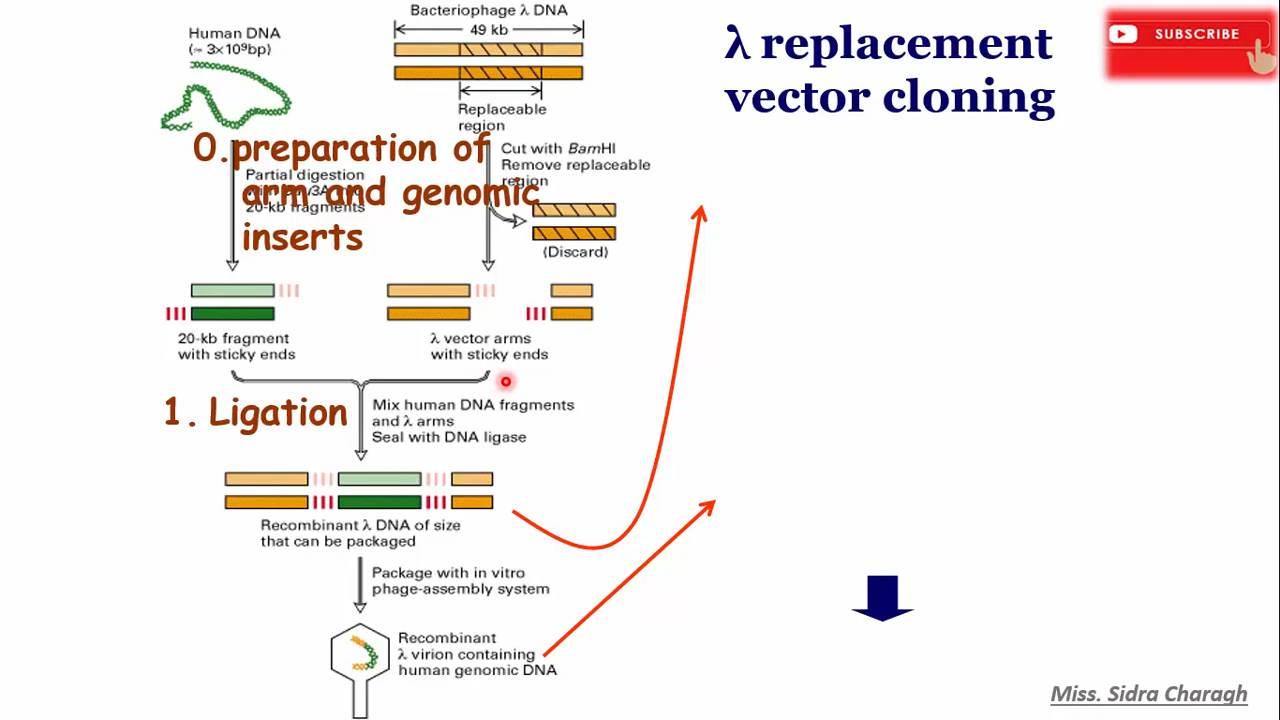 Human DNA
(≈ 3×10⁹bp)
Bacteriophage λ DNA
49 kb
Replaceable
region
λ replacement
vector cloning
SUBSCRIBE
0.preparation of
arm and genomic
inserts
Partial digestion
20-kb fragments
Cut with BamHI
Remove replaceable
region
(Discard)
20-kb fragment
with sticky ends
λ vector arms
with sticky ends
1. Ligation
Mix human DNA fragments
and λ arms
Seal with DNA ligase
Recombinant λ DNA of size
that can be packaged
Package with in vitro
phage-assembly system
Recombinant
λ virion containing
human genomic DNA
Miss. Sidra Charagh